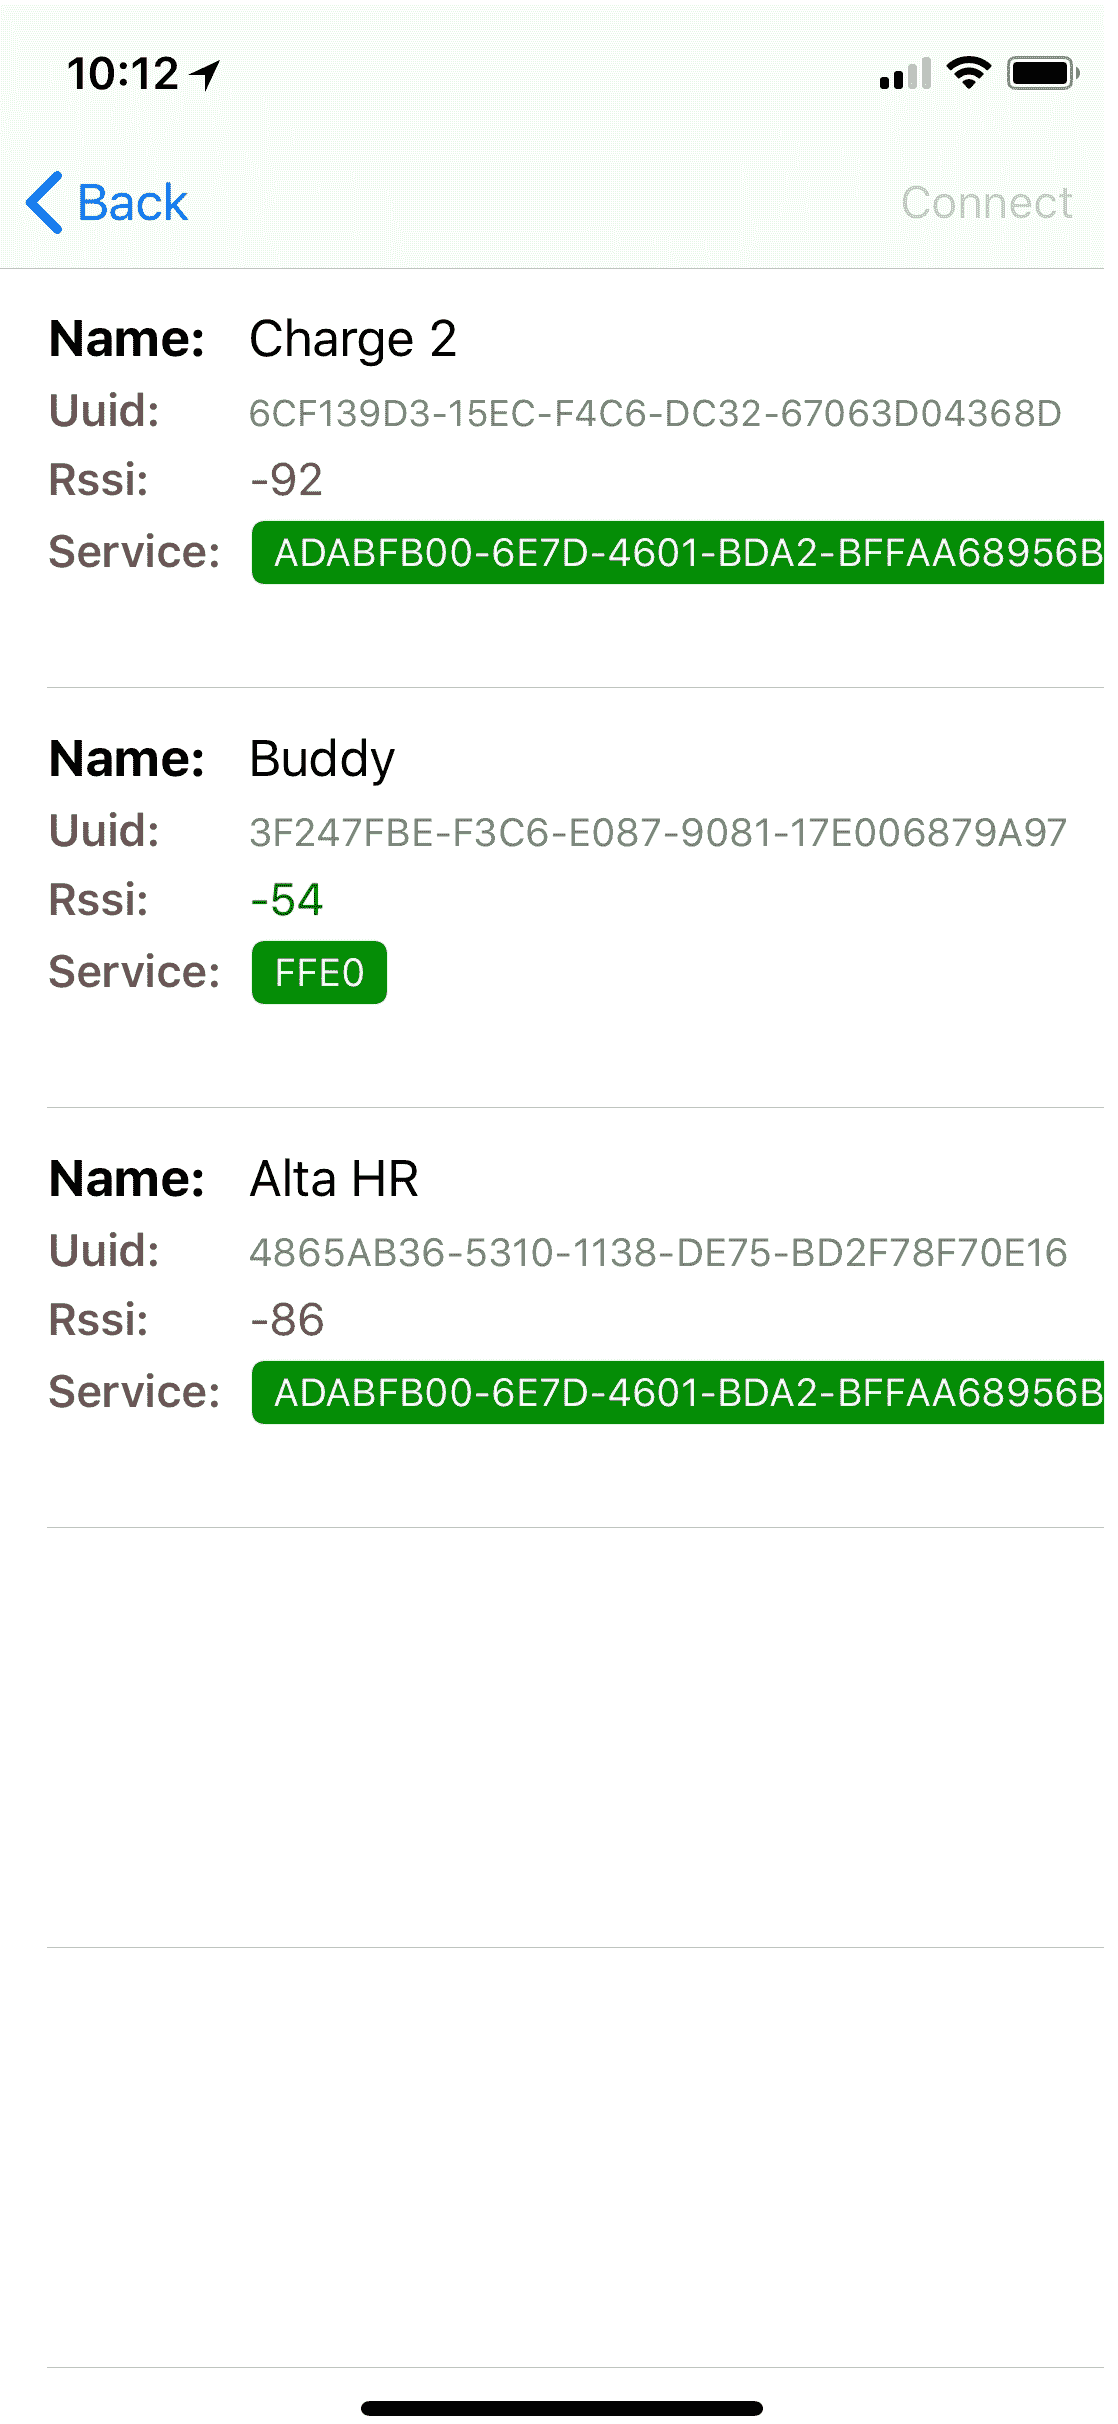 10:12
Back
Connect
Name: Charge 2
Uuid: 6CF139D3-15EC-F4C6-DC32-67063D04368D
Rssi: -92
Service: ADABFB00-6E7D-4601-BDA2-BFFAA68956B
Name: Buddy
Uuid: 3F247FBE-F3C6-E087-9081-17E006879A97
Rssi: -54
Service: FFE0
Name: Alta HR
Uuid: 4865AB36-5310-1138-DE75-BD2F78F70E16
Rssi: -86
Service: ADABFB00-6E7D-4601-BDA2-BFFAA68956B